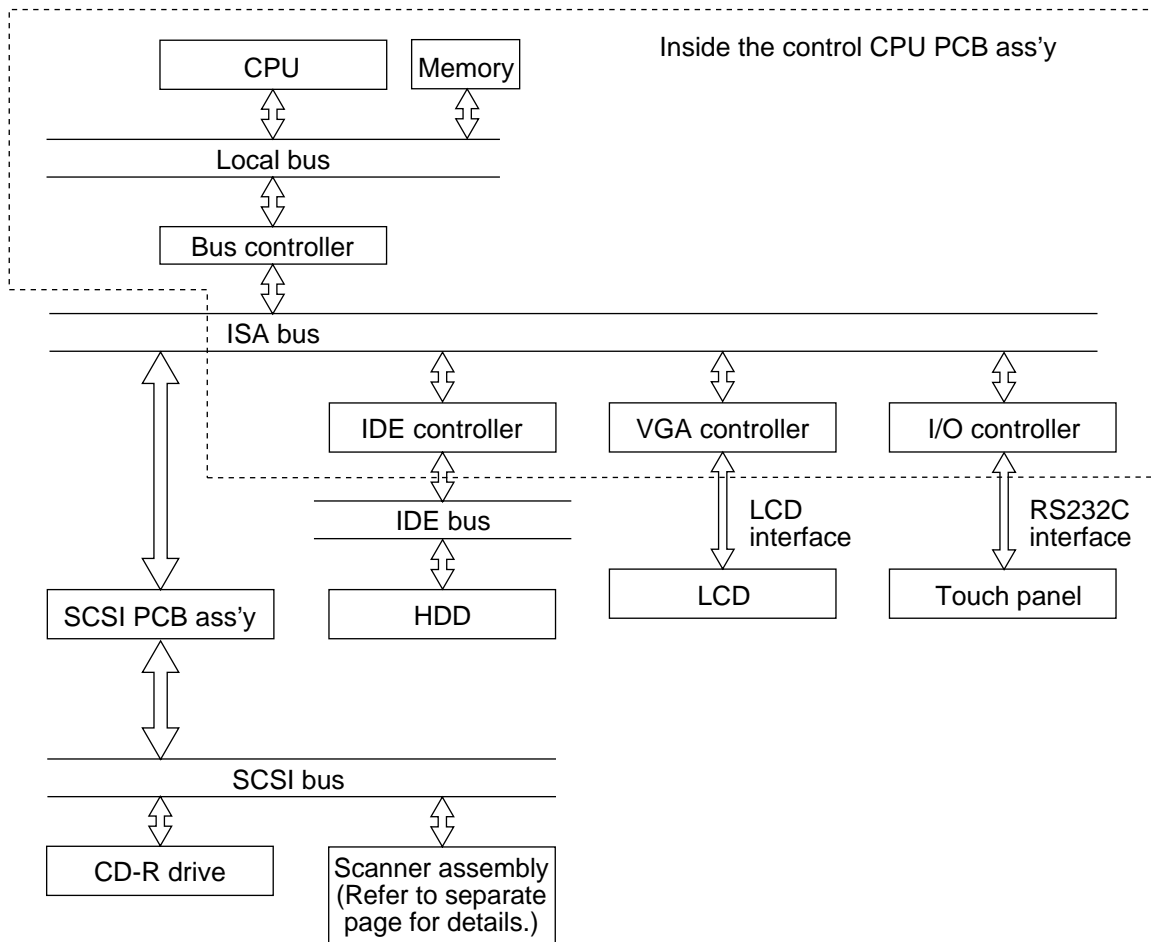 Inside the control CPU PCB ass'y
CPU
Memory
Local bus
Bus controller
ISA bus
IDE controller
VGA controller
I/O controller
IDE bus
LCD
interface
RS232C
interface
SCSI PCB ass'y
HDD
LCD
Touch panel
SCSI bus
CD-R drive
Scanner assembly
(Refer to separate
page for details.)